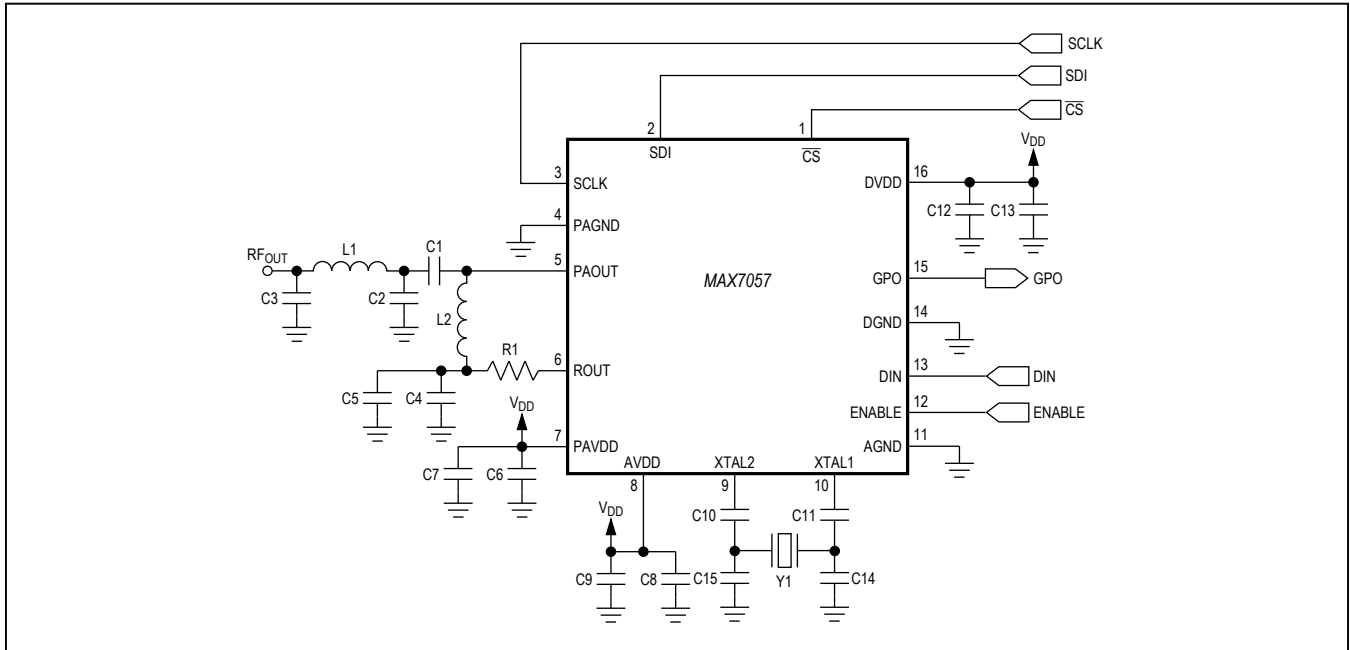 SCLK
SDI
CS
2
1
SDI
CS
VDD
3
SCLK
DVDD
16
C12
C13
4
PAGND
RFOUT
L1
C1
5
PAOUT
MAX7057
GPO
15
GPO
C3
C2
L2
DGND
14
R1
6
ROUT
DIN
13
DIN
C5
C4
VDD
ENABLE
12
ENABLE
7
PAVDD
AGND
11
C7
C6
AVDD
XTAL2
XTAL1
8
9
10
VDD
C10
C11
C9
C8
C15
Y1
C14